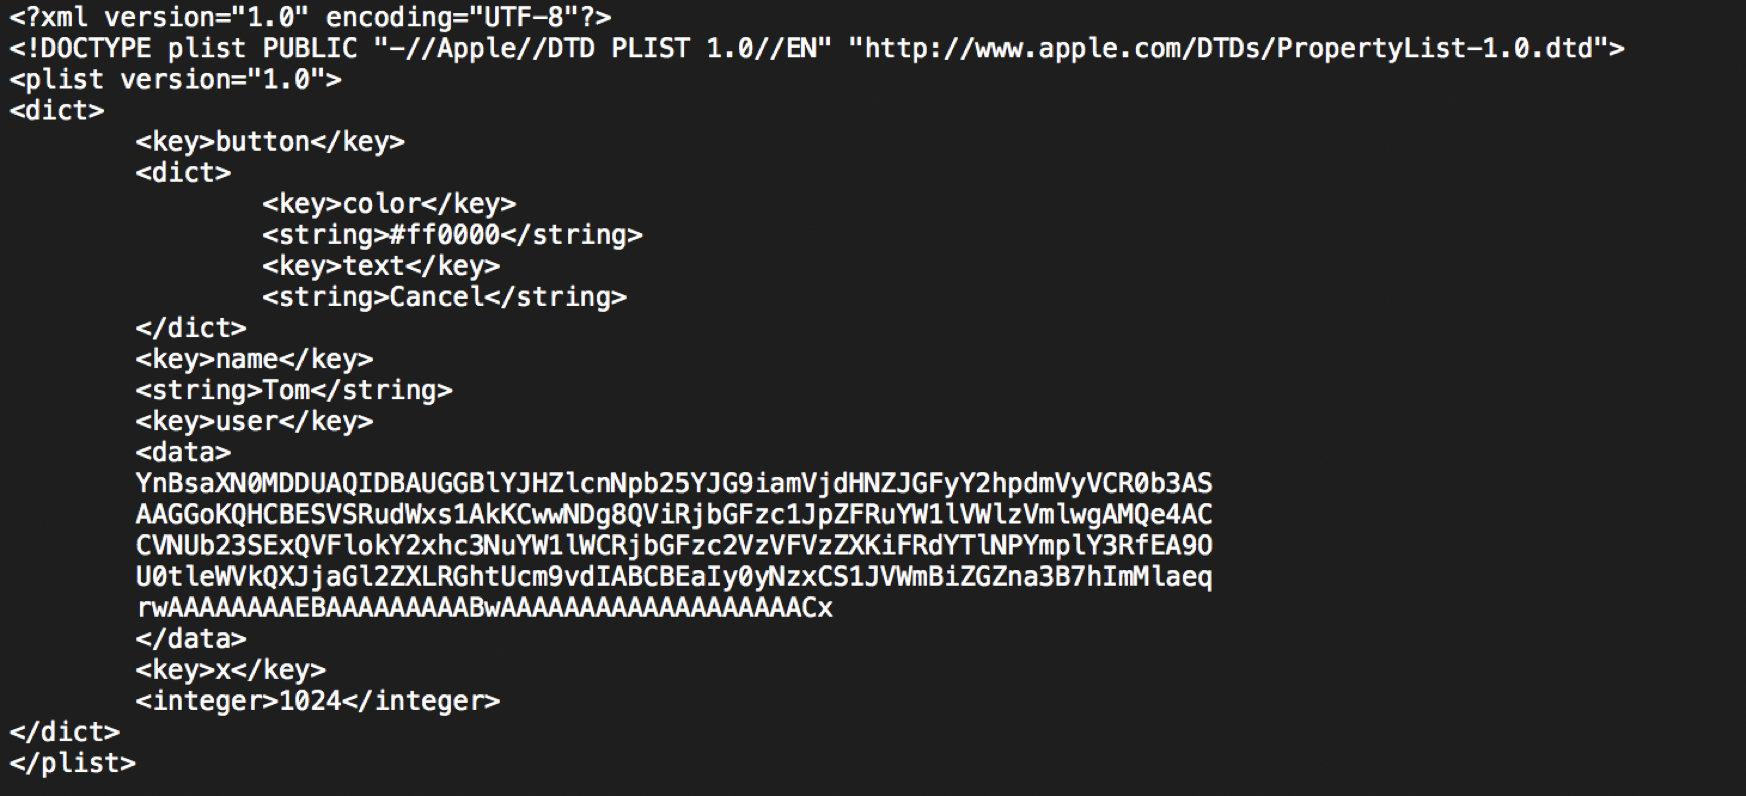 <?xml version="1.0" encoding="UTF-8"?>
<!DOCTYPE plist PUBLIC "-//Apple//DTD PLIST 1.0//EN" "http://www.apple.com/DTDs/PropertyList-1.0.dtd">
<plist version="1.0">
<dict>
	<key>button</key>
	<dict>
		<key>color</key>
		<string>#ff0000</string>
		<key>text</key>
		<string>Cancel</string>
	</dict>
	<key>name</key>
	<string>Tom</string>
	<key>user</key>
	<data>
	YnBsaXN0MDDUAQIDBAUGGBlYJHZlcnNpb25YJG9iamVjdHNZJGFyY2hpdmVyVCR0b3AS
	AAGGoKQHCBESVSRudWxs1AkKCwwNDg8QViRjbGFzc1JpZFRuYW1lVWlzVmlwgAMQe4AC
	CVNUb23SExQVFlokY2xhc3NuYW1lWCRjbGFzc2VzVFVzZXKiFRdYTlNPYmplY3RfEA9O
	U0tleWVkQXJjaGl2ZXLRGhtUcm9vdIABCBEaIy0yNzxCS1JVWmBiZGZna3B7hImMlaeq
	rwAAAAAAAAEBAAAAAAAAABwAAAAAAAAAAAAAAAAAAACx
	</data>
	<key>x</key>
	<integer>1024</integer>
</dict>
</plist>